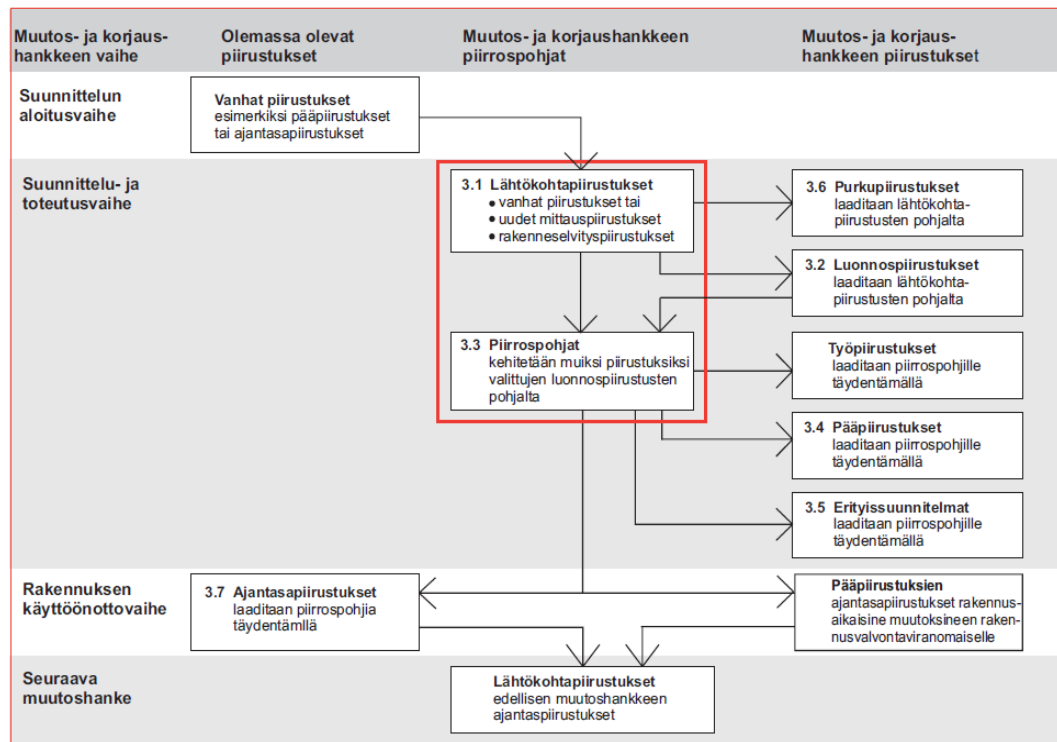 Muutos- ja korjaus-
hankkeen vaihe
Olemassa olevat
piirustukset
Muutos- ja korjaushankkeen
piirrospohjat
Muutos- ja korjaus-
hankkeen piirustukset
Suunnittelun
aloitusvaihe
Vanhat piirustukset
esimerkiksi pääpiirustukset
tai ajantasapiirustukset
Suunnittelu- ja
toteutusvaihe
3.1 Lähtökohtapiirustukset
• vanhat piirustukset tai
• uudet mittauspiirustukset
• rakenneselvityspiirustukset
3.6 Purkupiirustukset
laaditaan lähtökohta-
piirustusten pohjalta
3.2 Luonnospiirustukset
laaditaan lähtökohta-
piirustusten pohjalta
3.3 Piirrospohjat
kehitetään muiksi piirustuksiksi
valittujen luonnospiirustusten
pohjalta
Työpiirustukset
laaditaan piirrospohjille
täydentämällä
3.4 Pääpiirustukset
laaditaan piirrospohjille
täydentämällä
3.5 Erityissuunnitelmat
laaditaan piirrospohjille
täydentämällä
Rakennuksen
käyttöönottovaihe
3.7 Ajantasapiirustukset
laaditaan piirrospohjia
täydentämllä
Pääpiirustuksien
ajantasapiirustukset rakennus-
aikaisine muutoksineen raken-
nusvalvontaviranomaiselle
Seuraava
muutoshanke
Lähtökohtapiirustukset
edellisen muutoshankkeen
ajantaspiirustukset